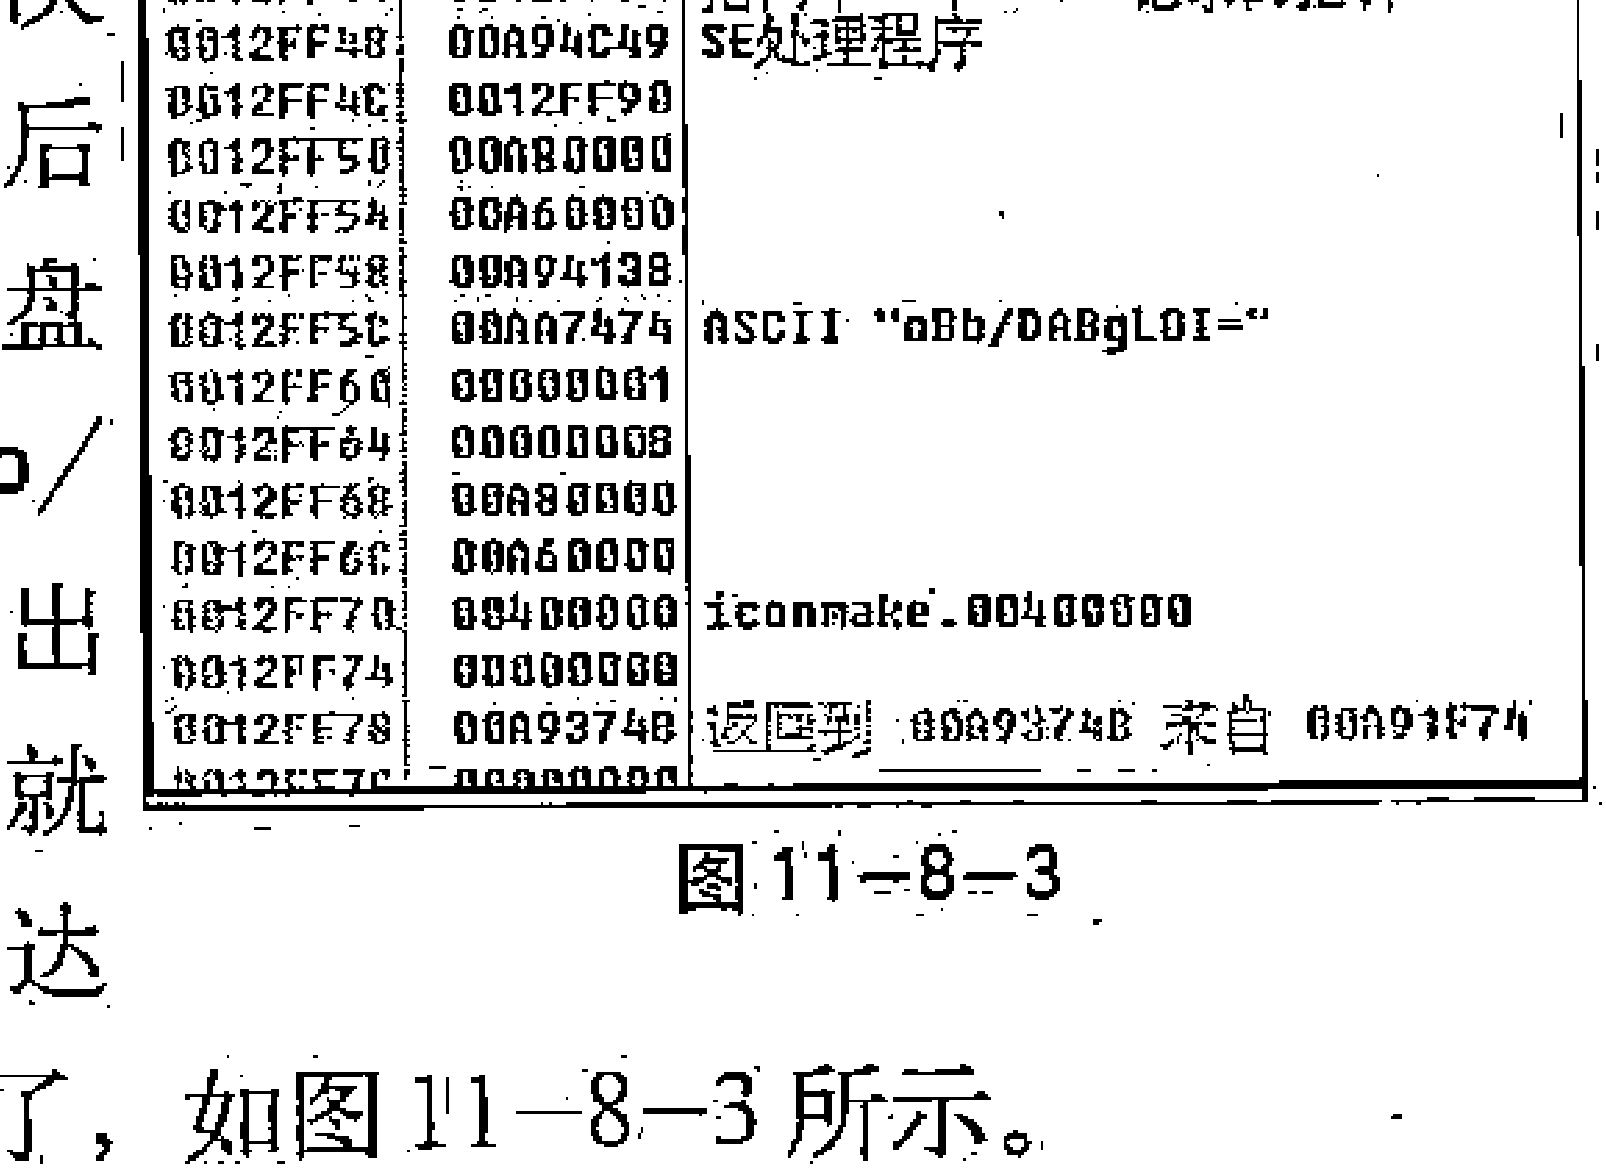 0012FF48 00A94C49 SE处理程序
0012FF4C 0012FF90
后
0012FF50 00A80000
0012FF54 00A60000
0012FF58 00A94138
盘
0012FF5C 00AA7474 ASCII "oBb/DABgLOI="
0012FF60 00000001
0012FF64 00000008
/
0012FF68 00A80000
0012FF6C 00A60000
出
0012FF70 00400000 iconmake.00400000
0012FF74 00000000
0012FF78 00A9374B 返回到 00A9374B 来自 00A91F74
就
图 11-8-3
达
了，如图 11-8-3 所示。